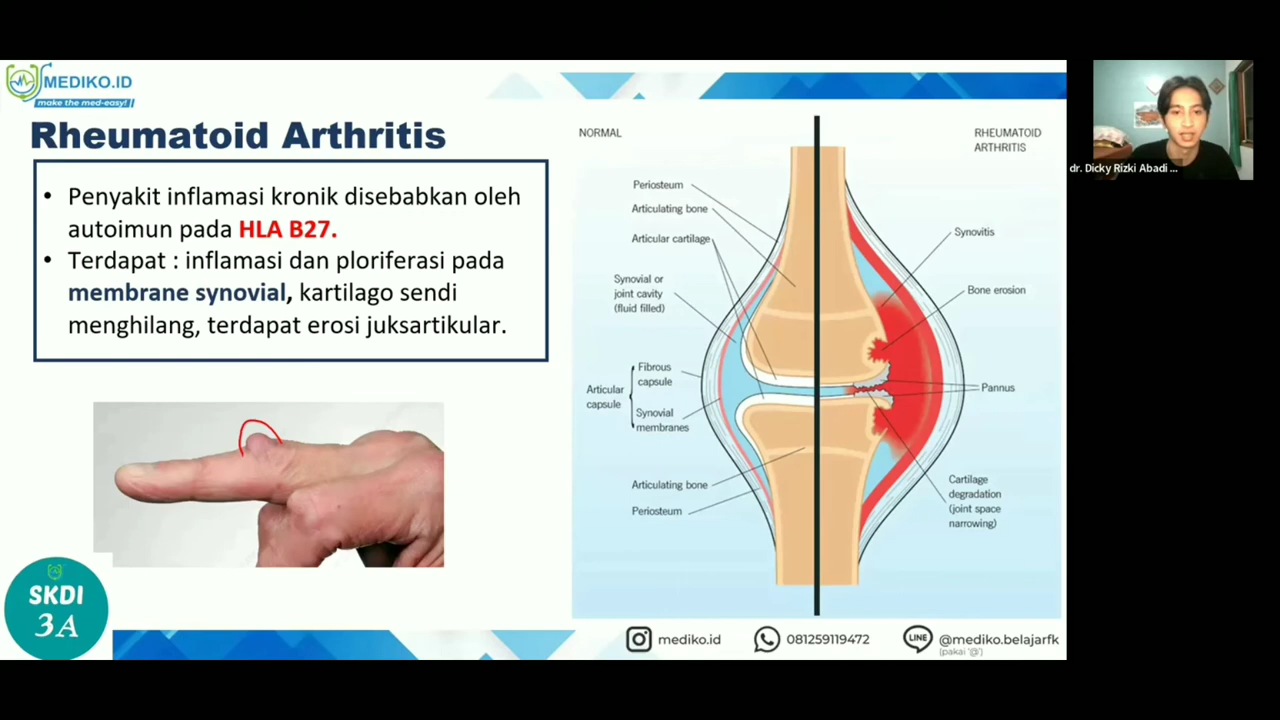 MEDIKO.ID
make the med-easy!
Rheumatoid Arthritis
• Penyakit inflamasi kronik disebabkan oleh
autoimun pada HLA B27.
• Terdapat : inflamasi dan ploriferasi pada
membrane synovial, kartilago sendi
menghilang, terdapat erosi juksartikular.
SKDI
3A
NORMAL
Periosteum
Articulating bone
Articular cartilage
Synovial or
joint cavity
(fluid filled)
Articular
capsule
Fibrous
capsule
Synovial
membranes
Articulating bone
Periosteum
RHEUMATOID
ARTHRITIS
Synovitis
Bone erosion
Pannus
Cartilage
degradation
(joint space
narrowing)
mediko.id
081259119472
LINE
@mediko.belajarfk
(pakai '@')
dr. Dicky Rizki Abadi ...